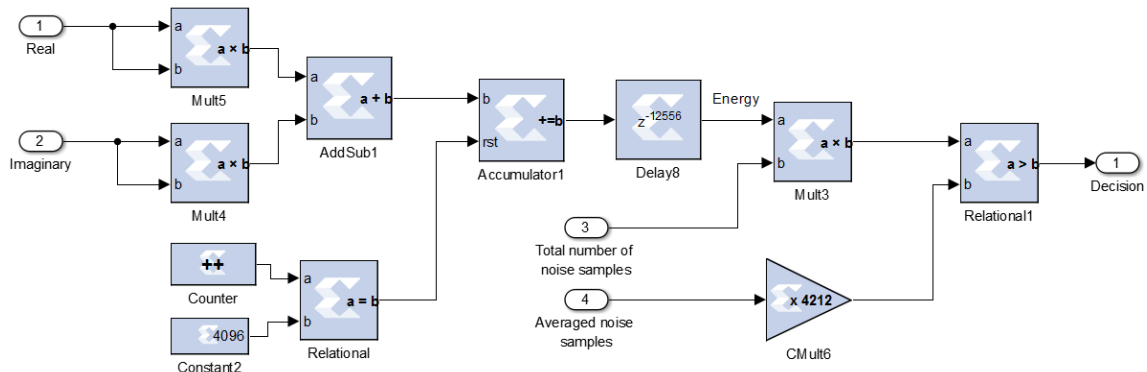 1
Real
a
b
a × b
Mult5
2
Imaginary
a
b
a × b
Mult4
a
b
a + b
AddSub1
++
Counter
4096
Constant2
a
b
a = b
Relational
b
rst
+=b
Accumulator1
z-12556
Delay8
Energy
3
Total number of
noise samples
4
Averaged noise
samples
a
b
a × b
Mult3
x 4212
CMult6
a
b
a > b
Relational1
1
Decision